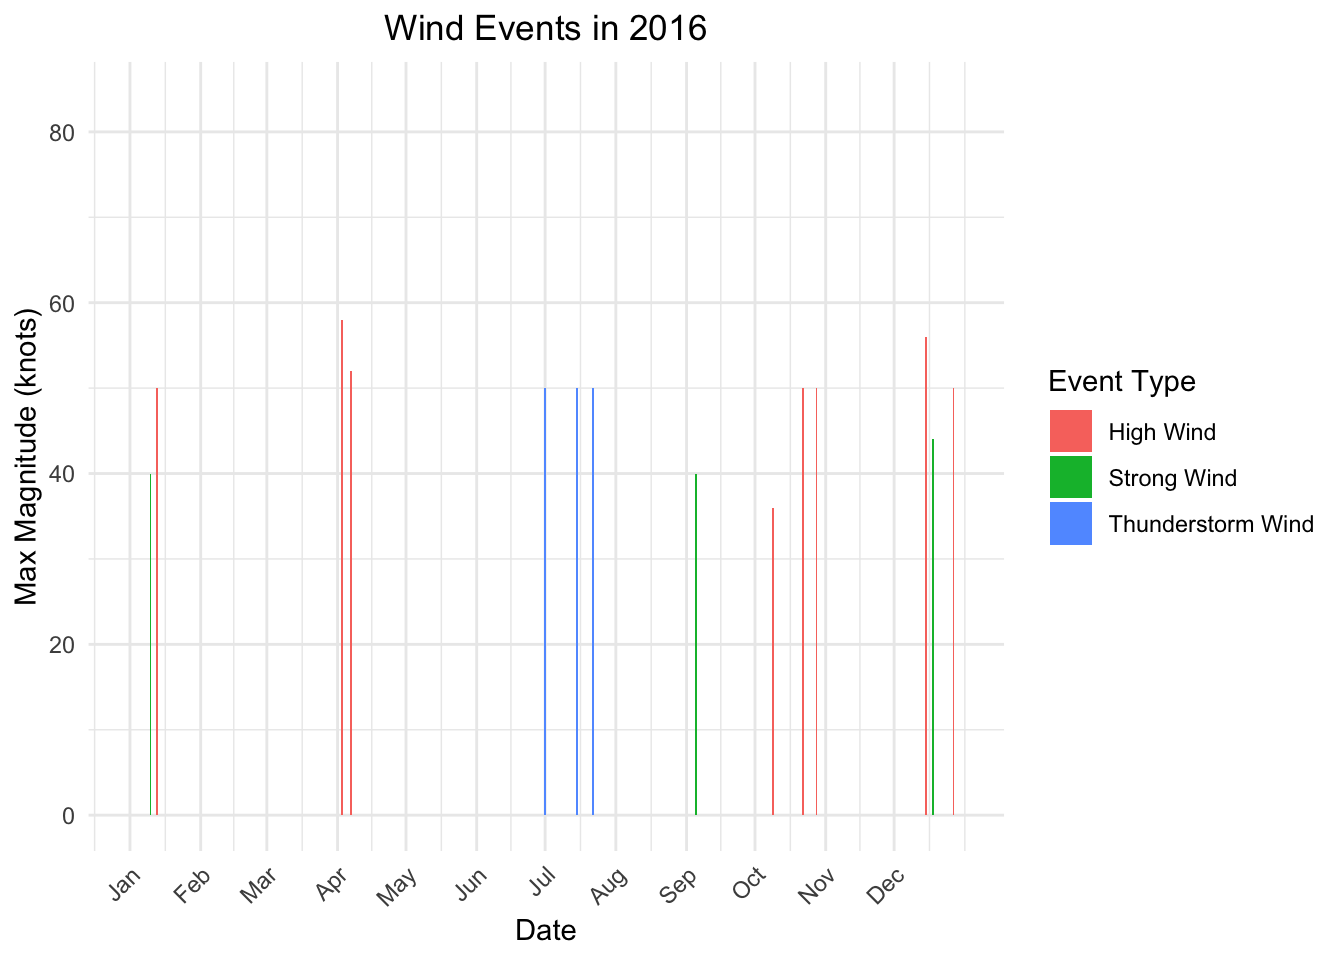 Wind Events in 2016
Max Magnitude (knots)
80
60
40
20
0
Jan
Feb
Mar
Apr
May
Jun
Jul
Aug
Sep
Oct
Nov
Dec
Date
Event Type
High Wind
Strong Wind
Thunderstorm Wind